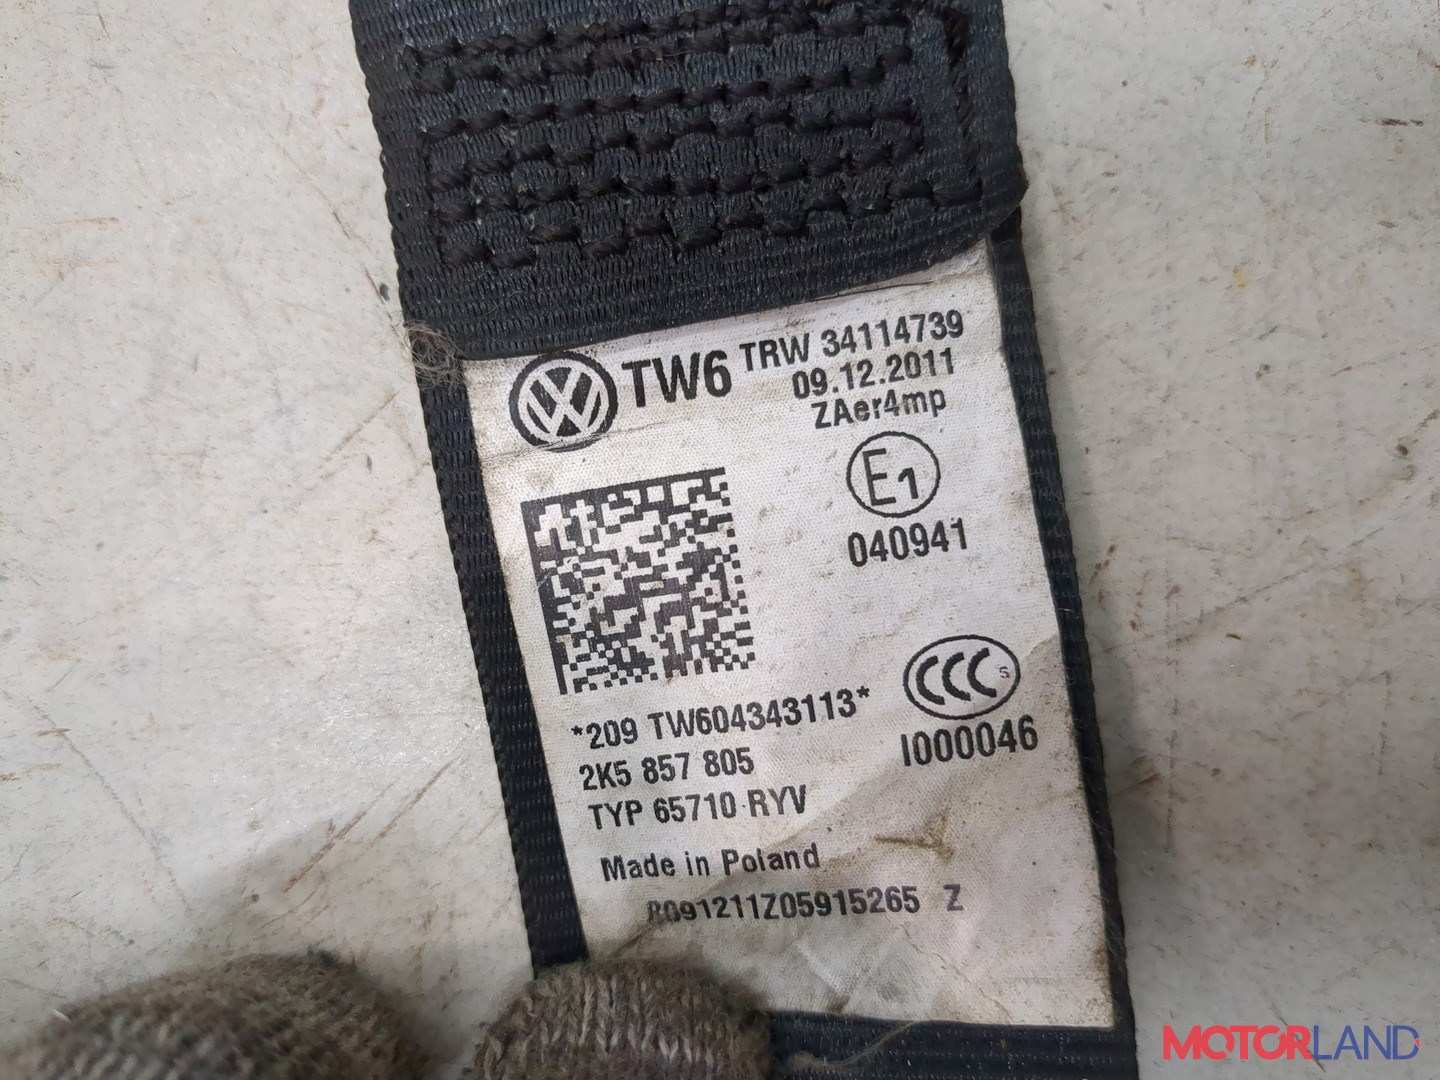 TW6 TRW 34114739
09.12.2011
ZAer4mp
E1
040941
CCC S
I000046
*209 TW604343113*
2K5 857 805
TYP 65710 RYV
Made in Poland
R091211Z05915265 Z
MOTORLAND